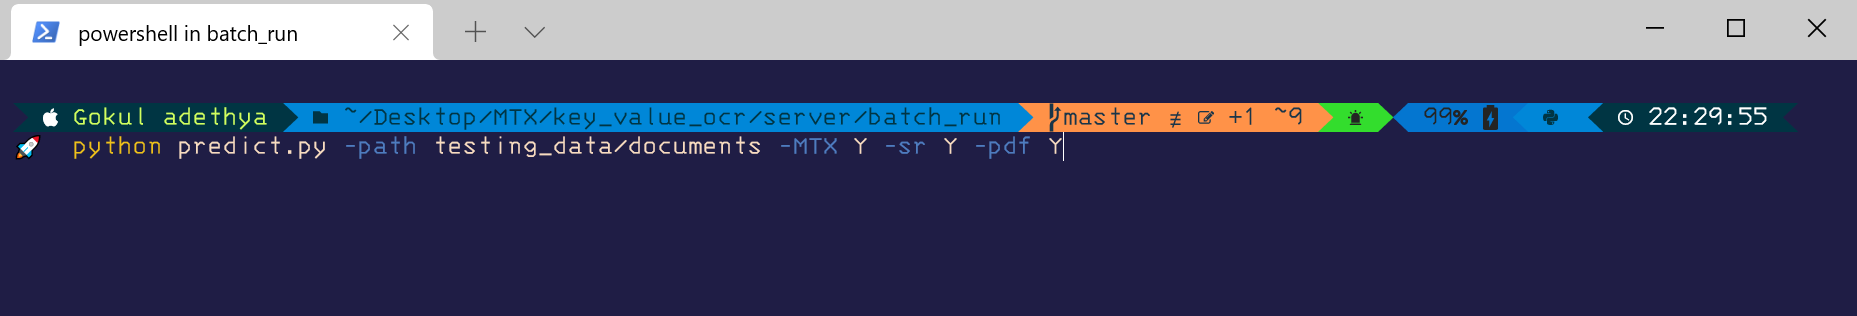 powershell in batch_run
Gokul adethya ~/Desktop/MTX/key_value_ocr/server/batch_run master ≢ +1 ~9 99% 22:29:55
python predict.py -path testing_data/documents -MTX Y -sr Y -pdf Y